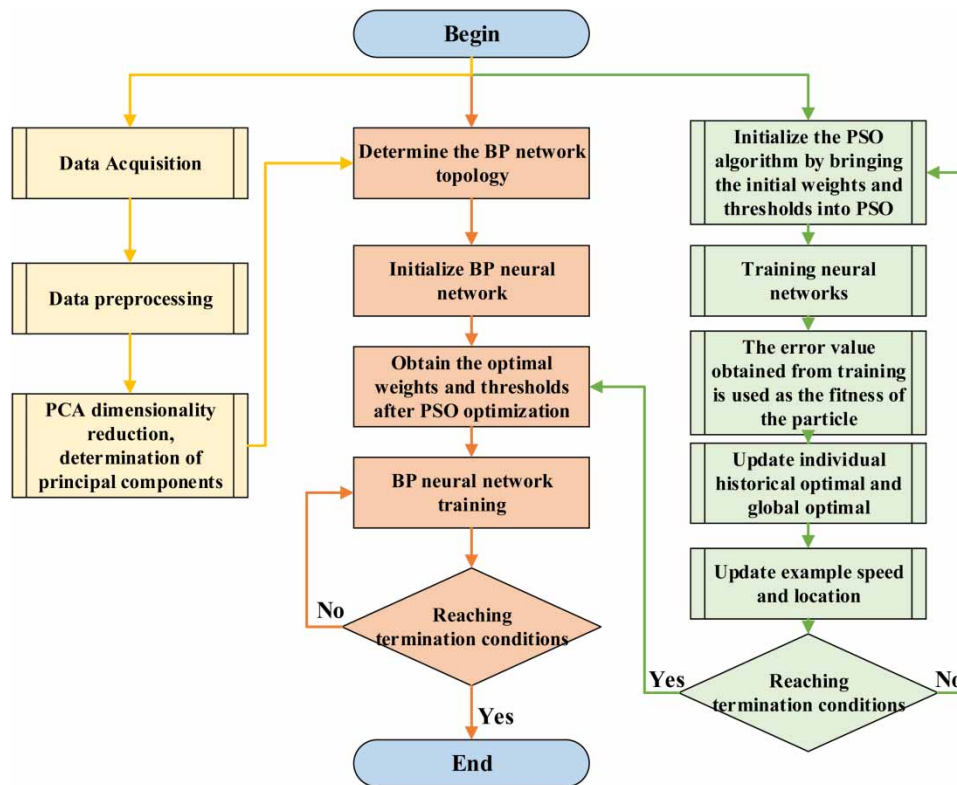 Begin
Data Acquisition
Data preprocessing
PCA dimensionality
reduction,
determination of
principal components
Determine the BP network
topology
Initialize BP neural
network
Obtain the optimal
weights and thresholds
after PSO optimization
BP neural network
training
No
Reaching
termination conditions
Yes
End
Initialize the PSO
algorithm by bringing
the initial weights and
thresholds into PSO
Training neural
networks
The error value
obtained from training
is used as the fitness of
the particle
Update individual
historical optimal and
global optimal
Update example speed
and location
Yes
Reaching
termination conditions
No